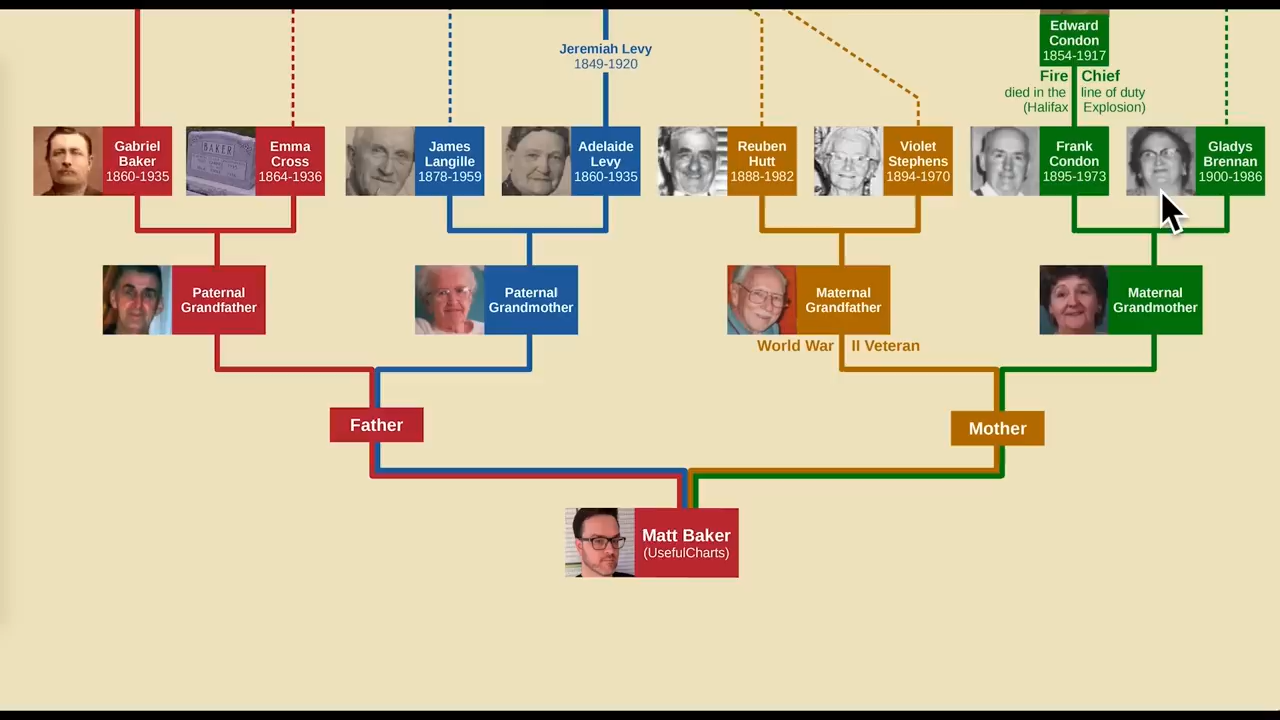 Edward
Condon
1854-1917
Jeremiah Levy
1849-1920
Fire Chief
died in the line of duty
(Halifax Explosion)
Gabriel
Baker
1860-1935
BAKER
Emma
Cross
1864-1936
James
Langille
1878-1959
Adelaide
Levy
1860-1935
Reuben
Hutt
1888-1982
Violet
Stephens
1894-1970
Frank
Condon
1895-1973
Gladys
Brennan
1900-1986
Paternal
Grandfather
Paternal
Grandmother
Maternal
Grandfather
Maternal
Grandmother
World War II Veteran
Father
Mother
Matt Baker
(UsefulCharts)